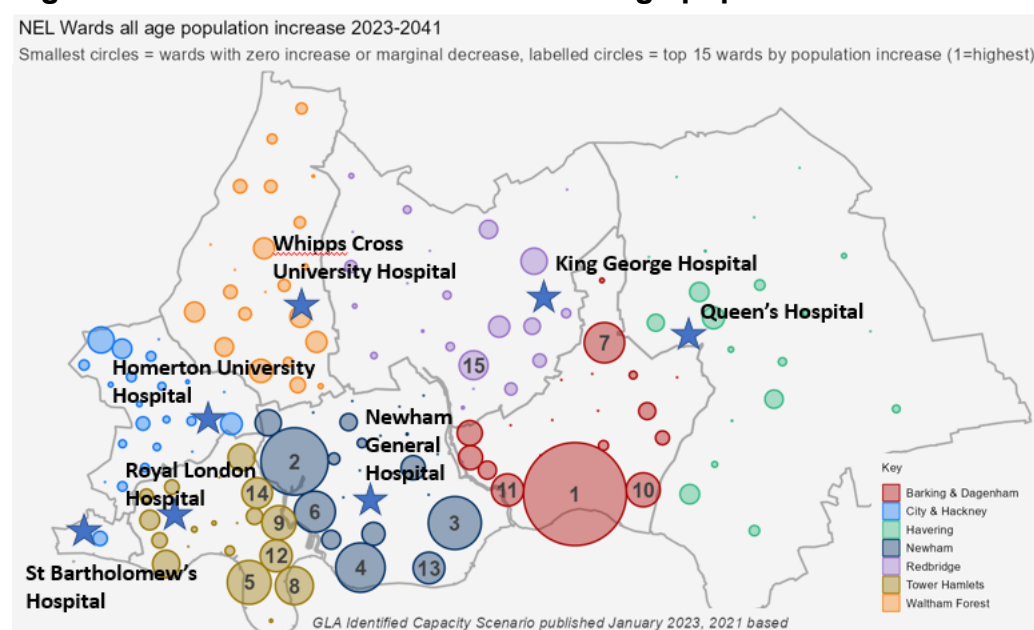 NEL Wards all age population increase 2023-2041
Smallest circles = wards with zero increase or marginal decrease, labelled circles = top 15 wards by population increase (1=highest)
Whipps Cross
University Hospital
King George Hospital
Queen's Hospital
7
15
Homerton University
Hospital
Newham
General
Hospital
2
Royal London
Hospital
14
11
1
10
6
9
3
12
4
13
5
8
St Bartholomew's
Hospital
Key
Barking & Dagenham
City & Hackney
Havering
Newham
Redbridge
Tower Hamlets
Waltham Forest
GLA Identified Capacity Scenario published January 2023, 2021 based